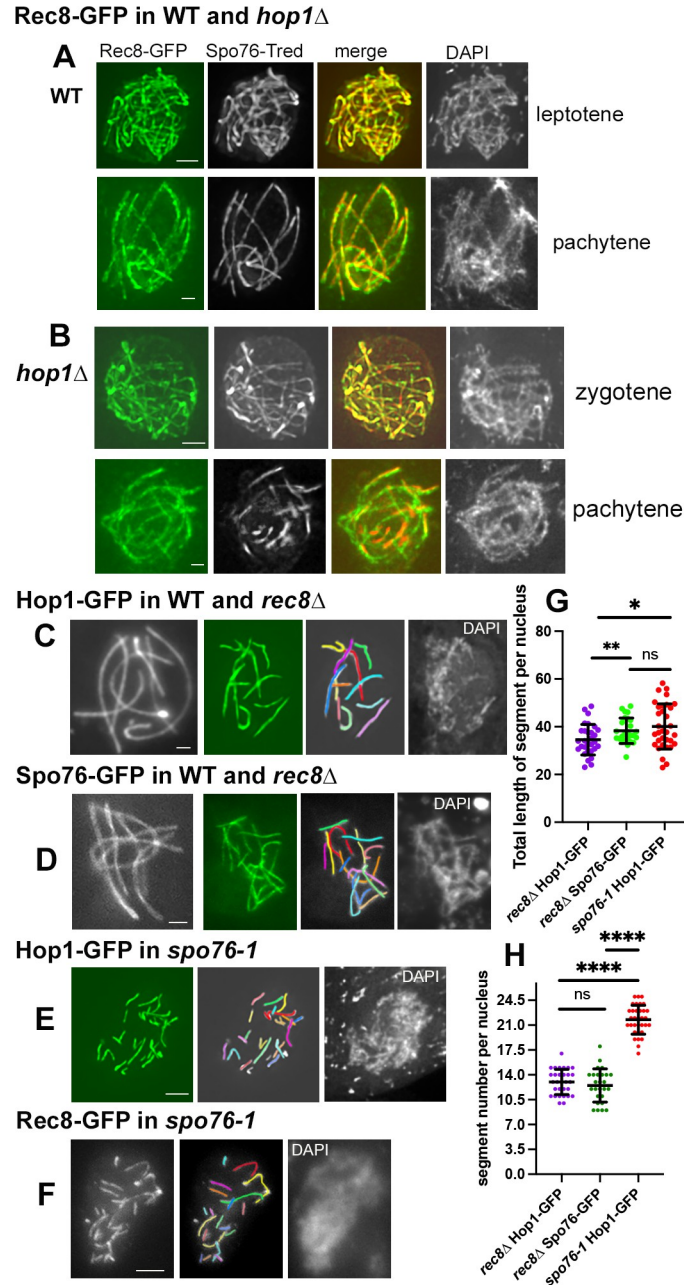 Rec8-GFP in WT and hop1Δ
A
Rec8-GFP Spo76-Tred merge DAPI
WT
leptotene
pachytene
B
hop1Δ
zygotene
pachytene
Hop1-GFP in WT and rec8Δ
C
DAPI
Spo76-GFP in WT and rec8Δ
D
DAPI
Hop1-GFP in spo76-1
E
DAPI
Rec8-GFP in spo76-1
F
DAPI
G
Total length of segment per nucleus
80
60
40
20
0
*
**
ns
rec8Δ Hop1-GFP
rec8Δ Spo76-GFP
spo76-1 Hop1-GFP
H
segment number per nucleus
24.5
21.0
17.5
14.0
10.5
7.0
3.5
0.0
****
****
ns
rec8Δ Hop1-GFP
rec8Δ Spo76-GFP
spo76-1 Hop1-GFP